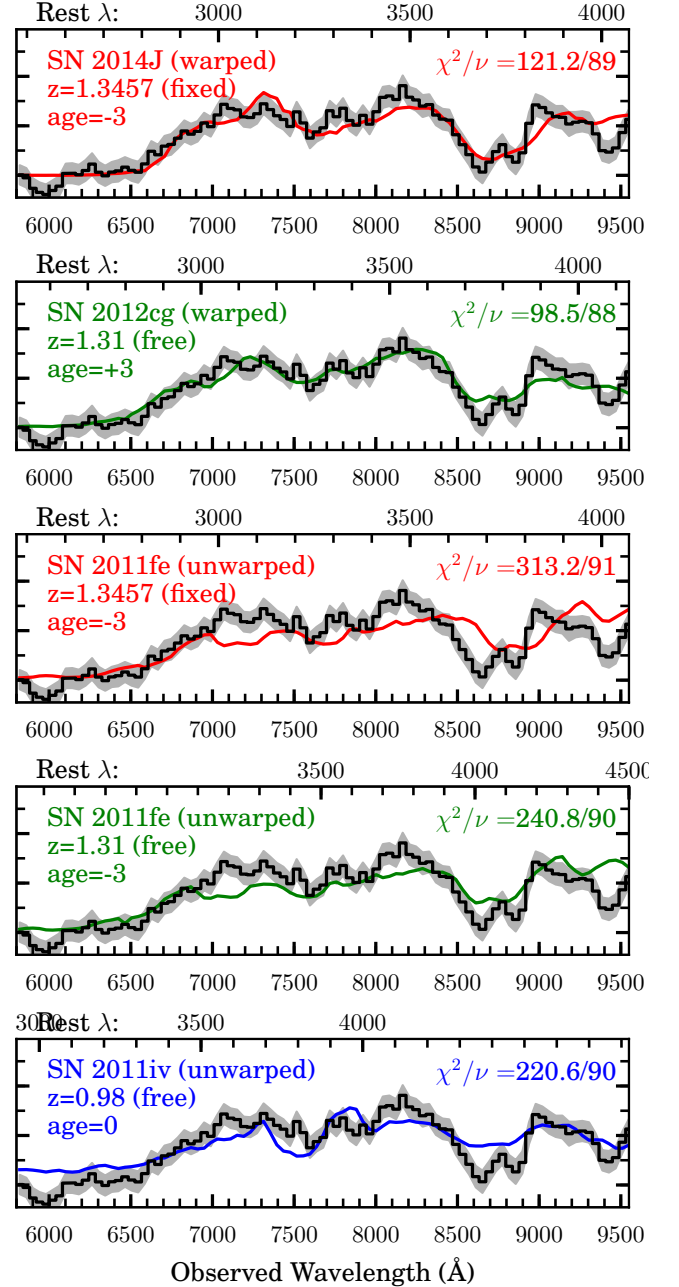 Rest λ: 3000 3500 4000
SN 2014J (warped) χ²/ν =121.2/89
z=1.3457 (fixed)
age=-3
6000 6500 7000 7500 8000 8500 9000 9500
Rest λ: 3000 3500 4000
SN 2012cg (warped) χ²/ν =98.5/88
z=1.31 (free)
age=+3
6000 6500 7000 7500 8000 8500 9000 9500
Rest λ: 3000 3500 4000
SN 2011fe (unwarped) χ²/ν =313.2/91
z=1.3457 (fixed)
age=-3
6000 6500 7000 7500 8000 8500 9000 9500
Rest λ: 3500 4000 4500
SN 2011fe (unwarped) χ²/ν =240.8/90
z=1.31 (free)
age=-3
6000 6500 7000 7500 8000 8500 9000 9500
3000 Rest λ: 3500 4000
SN 2011iv (unwarped) χ²/ν =220.6/90
z=0.98 (free)
age=0
6000 6500 7000 7500 8000 8500 9000 9500
Observed Wavelength (Å)